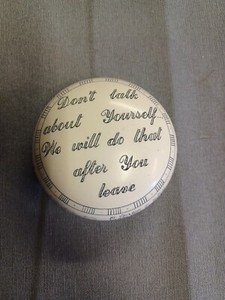 Don't talk
about Yourself
We will do that
after You
leave